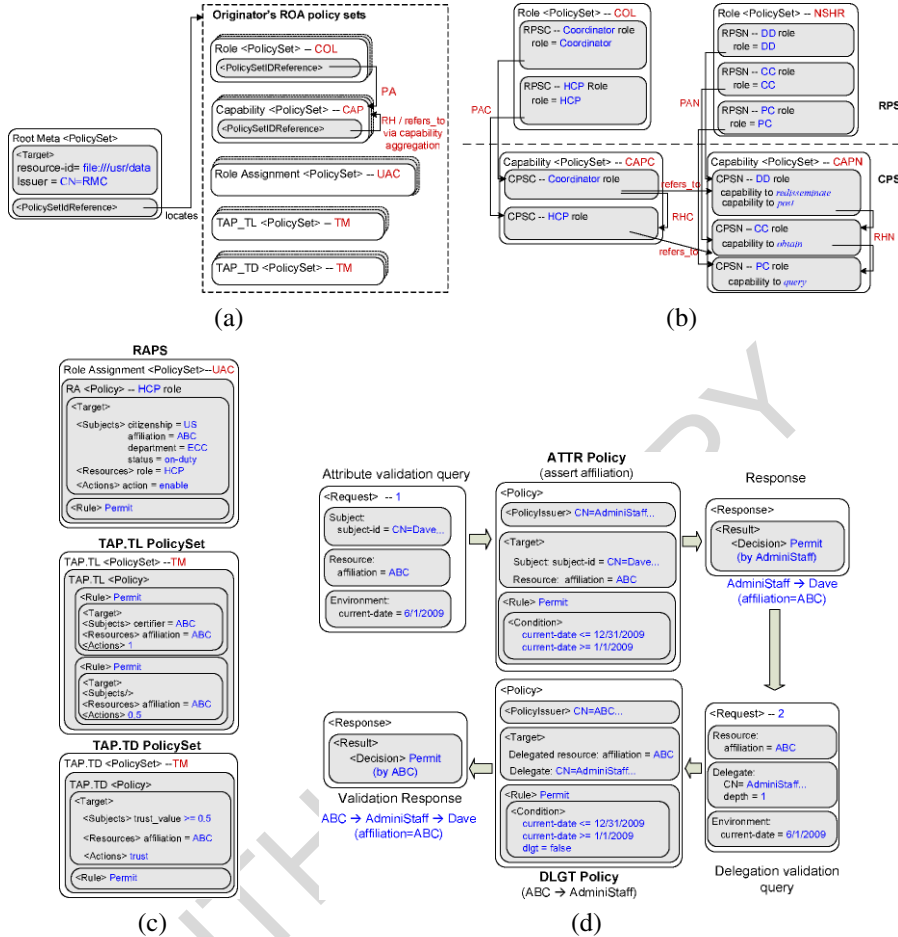 Originator's ROA policy sets
Role <PolicySet> -- COL
<PolicySetIDReference>
PA
Capability <PolicySet> -- CAP
<PolicySetIDReference>
RH / refers_to
via capability
aggregation
Root Meta <PolicySet>
<Target>
resource-id= file:///usr/data
Issuer = CN=RMC
<PolicySetIdReference>
locates
Role Assignment <PolicySet> -- UAC
TAP_TL <PolicySet> -- TM
TAP_TD <PolicySet> -- TM
(a)
Role <PolicySet> -- COL
RPSC -- Coordinator role
role = Coordinator
RPSC -- HCP Role
role = HCP
Role <PolicySet> -- NSHR
RPSN -- DD role
role = DD
RPSN -- CC role
role = CC
RPSN -- PC role
role = PC
PAC
PAN
RPS
CPS
Capability <PolicySet> -- CAPC
CPSC -- Coordinator role
CPSC -- HCP role
refers_to
RHC
refers_to
Capability <PolicySet> -- CAPN
CPSN -- DD role
capability to redisseminate
capability to post
CPSN -- CC role
capability to obtain
CPSN -- PC role
capability to query
RHN
(b)
RAPS
Role Assignment <PolicySet>--UAC
RA <Policy> -- HCP role
<Target>
<Subjects> citizenship = US
affiliation = ABC
department = ECC
status = on-duty
<Resources> role = HCP
<Actions> action = enable
<Rule> Permit
TAP.TL PolicySet
TAP.TL <PolicySet> --TM
TAP.TL <Policy>
<Rule> Permit
<Target>
<Subjects> certifier = ABC
<Resources> affiliation = ABC
<Actions> 1
<Rule> Permit
<Target>
<Subjects/>
<Resources> affiliation = ABC
<Actions> 0.5
TAP.TD PolicySet
TAP.TD <PolicySet> --TM
TAP.TD <Policy>
<Target>
<Subjects> trust_value >= 0.5
<Resources> affiliation = ABC
<Actions> trust
<Rule> Permit
(c)
Attribute validation query
<Request> -- 1
Subject:
subject-id = CN=Dave...
Resource:
affiliation = ABC
Environment:
current-date = 6/1/2009
ATTR Policy
(assert affiliation)
<Policy>
<PolicyIssuer> CN=AdminiStaff...
<Target>
Subject: subject-id = CN=Dave...
Resource: affiliation = ABC
<Rule> Permit
<Condition>
current-date <= 12/31/2009
current-date >= 1/1/2009
Response
<Response>
<Result>
<Decision> Permit
(by AdminiStaff)
AdminiStaff → Dave
(affiliation=ABC)
<Request> -- 2
Resource:
affiliation = ABC
Delegate:
CN= AdminiStaff...
depth = 1
Environment:
current-date = 6/1/2009
Delegation validation
query
<Policy>
<PolicyIssuer> CN=ABC...
<Target>
Delegated resource: affiliation = ABC
Delegate: CN=AdminiStaff...
<Rule> Permit
<Condition>
current-date <= 12/31/2009
current-date >= 1/1/2009
dlgt = false
DLGT Policy
(ABC → AdminiStaff)
<Response>
<Result>
<Decision> Permit
(by ABC)
Validation Response
ABC → AdminiStaff → Dave
(affiliation=ABC)
(d)